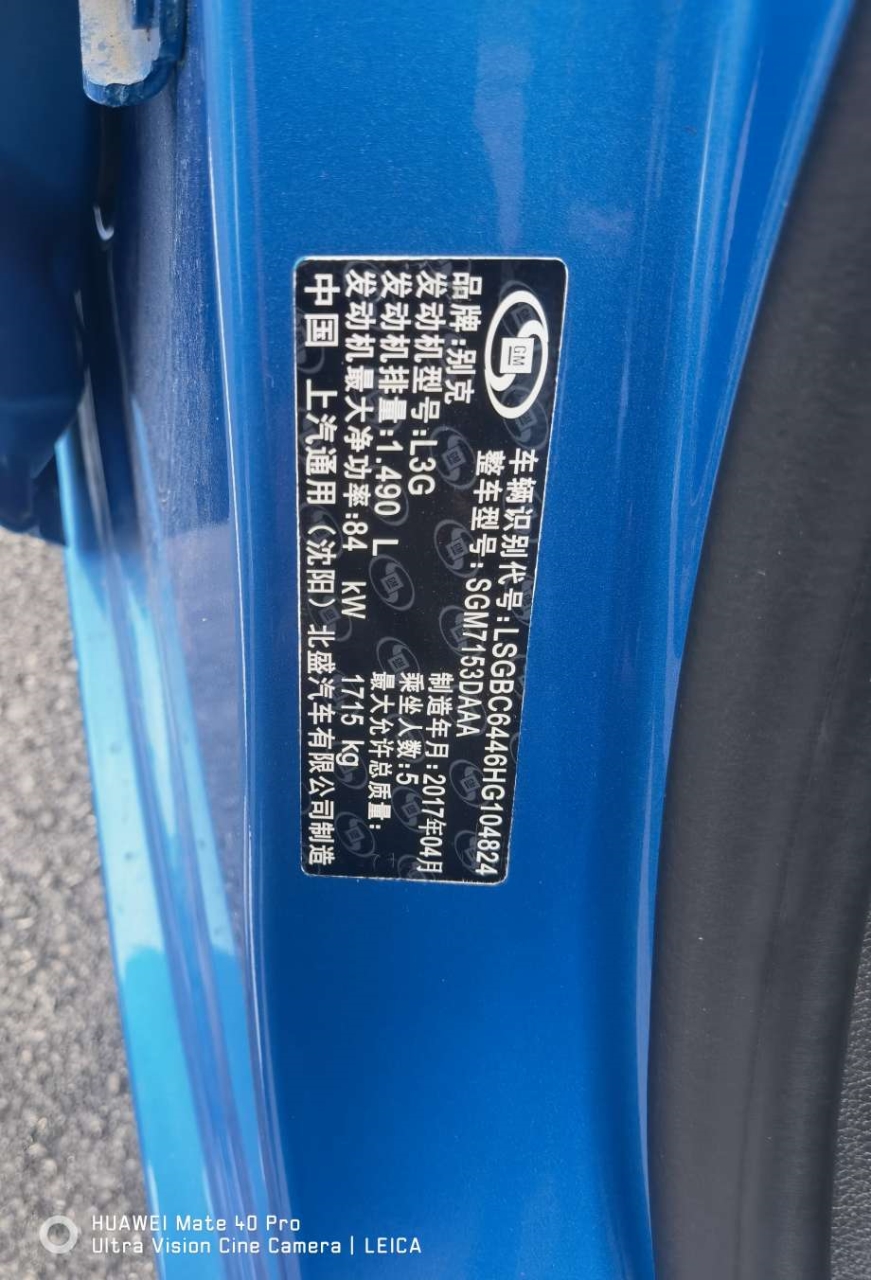 GM
车辆识别代号:LSGBC6446HG104824
整车型号:SGM7153DAAA
品牌:别克
发动机型号:L3G
制造年月:2017年04月
发动机排量:1.490 L
乘坐人数:5
发动机最大净功率:84 kW
最大允许总质量:
1715 kg
中国 上汽通用（沈阳）北盛汽车有限公司制造
HUAWEI Mate 40 Pro
Ultra Vision Cine Camera | LEICA